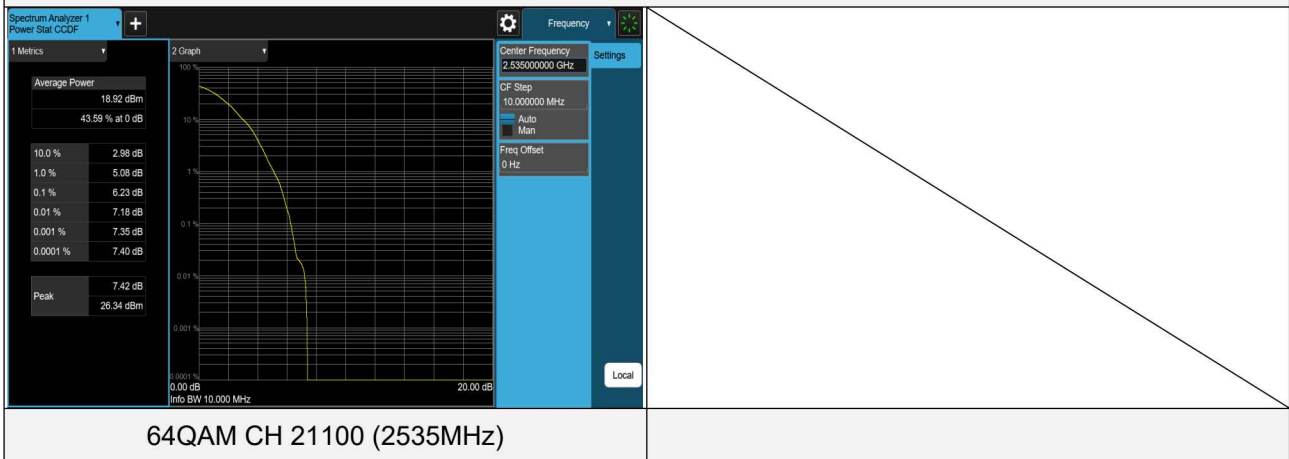 Spectrum Analyzer 1
Power Stat CCDF
+
Frequency
1 Metrics
2 Graph
Average Power
18.92 dBm
43.59 % at 0 dB
10.0 % 2.98 dB
1.0 % 5.08 dB
0.1 % 6.23 dB
0.01 % 7.18 dB
0.001 % 7.35 dB
0.0001 % 7.40 dB
Peak
7.42 dB
26.34 dBm
100 %
10 %
1 %
0.1 %
0.01 %
0.001 %
0.0001 %
0.00 dB 20.00 dB
Info BW 10.000 MHz
Center Frequency
2.535000000 GHz
CF Step
10.000000 MHz
Auto
Man
Freq Offset
0 Hz
Settings
Local
64QAM CH 21100 (2535MHz)